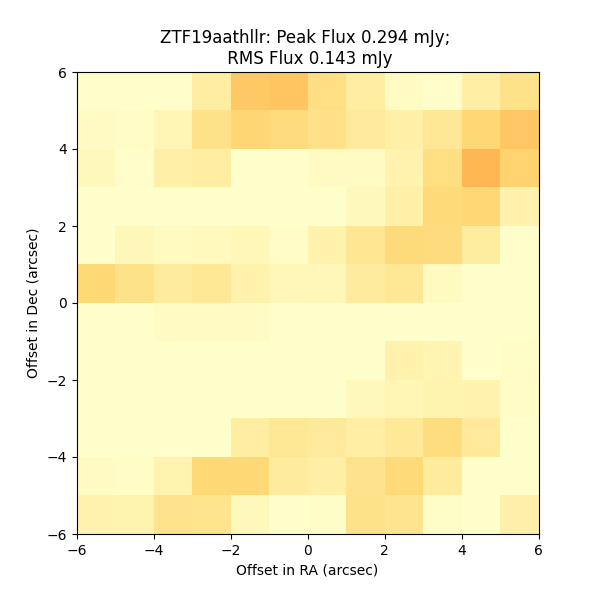 ZTF19aathllr: Peak Flux 0.294 mJy;
RMS Flux 0.143 mJy
6
4
2
0
−2
−4
−6
Offset in Dec (arcsec)
−6 −4 −2 0 2 4 6
Offset in RA (arcsec)